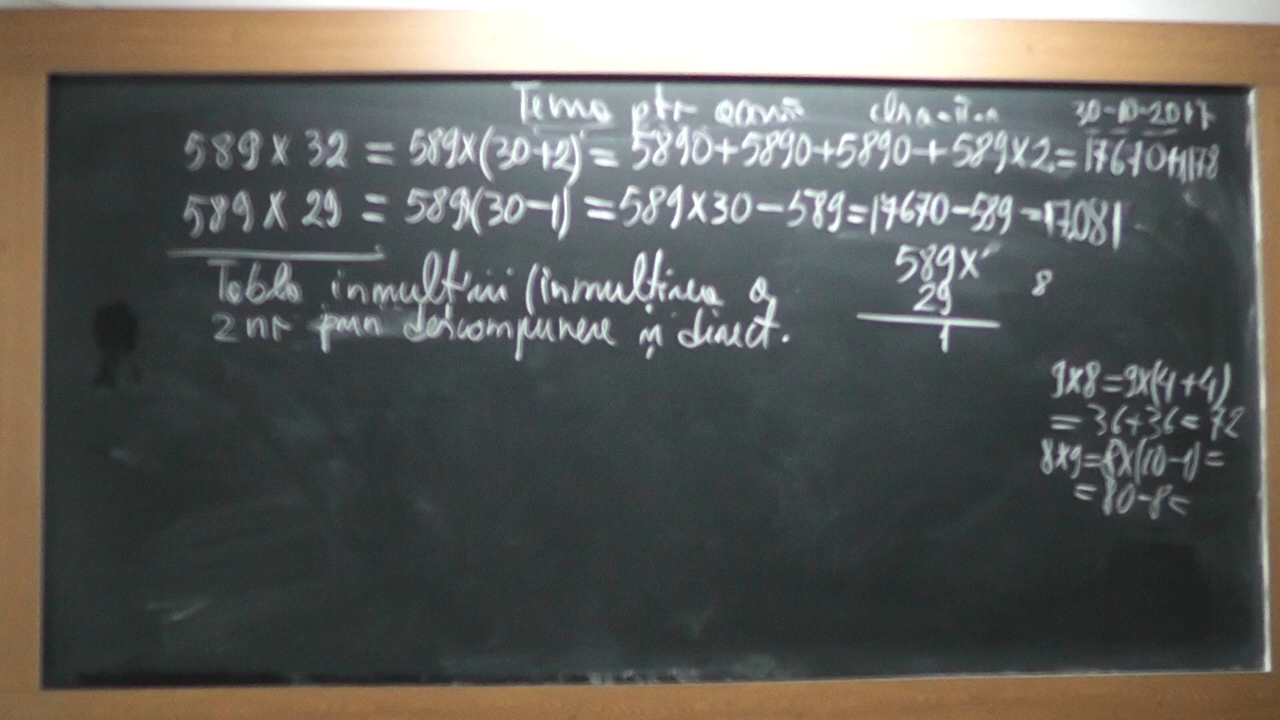 Tema ptr acasă 30-10-2017
589 x 32 = 589x(30+2) = 5890+5890+5890+589x2=17670+1178
589 x 29 = 589(30-1) = 589x30-589=17670-589=17081
Tabla inmultirii (inmultirea a
2 nr prin descompunere și direct.
589x
29
1
8
9x8=9x(4+4)
= 36+36=72
8x9=8x(10-1)=
= 80-8=